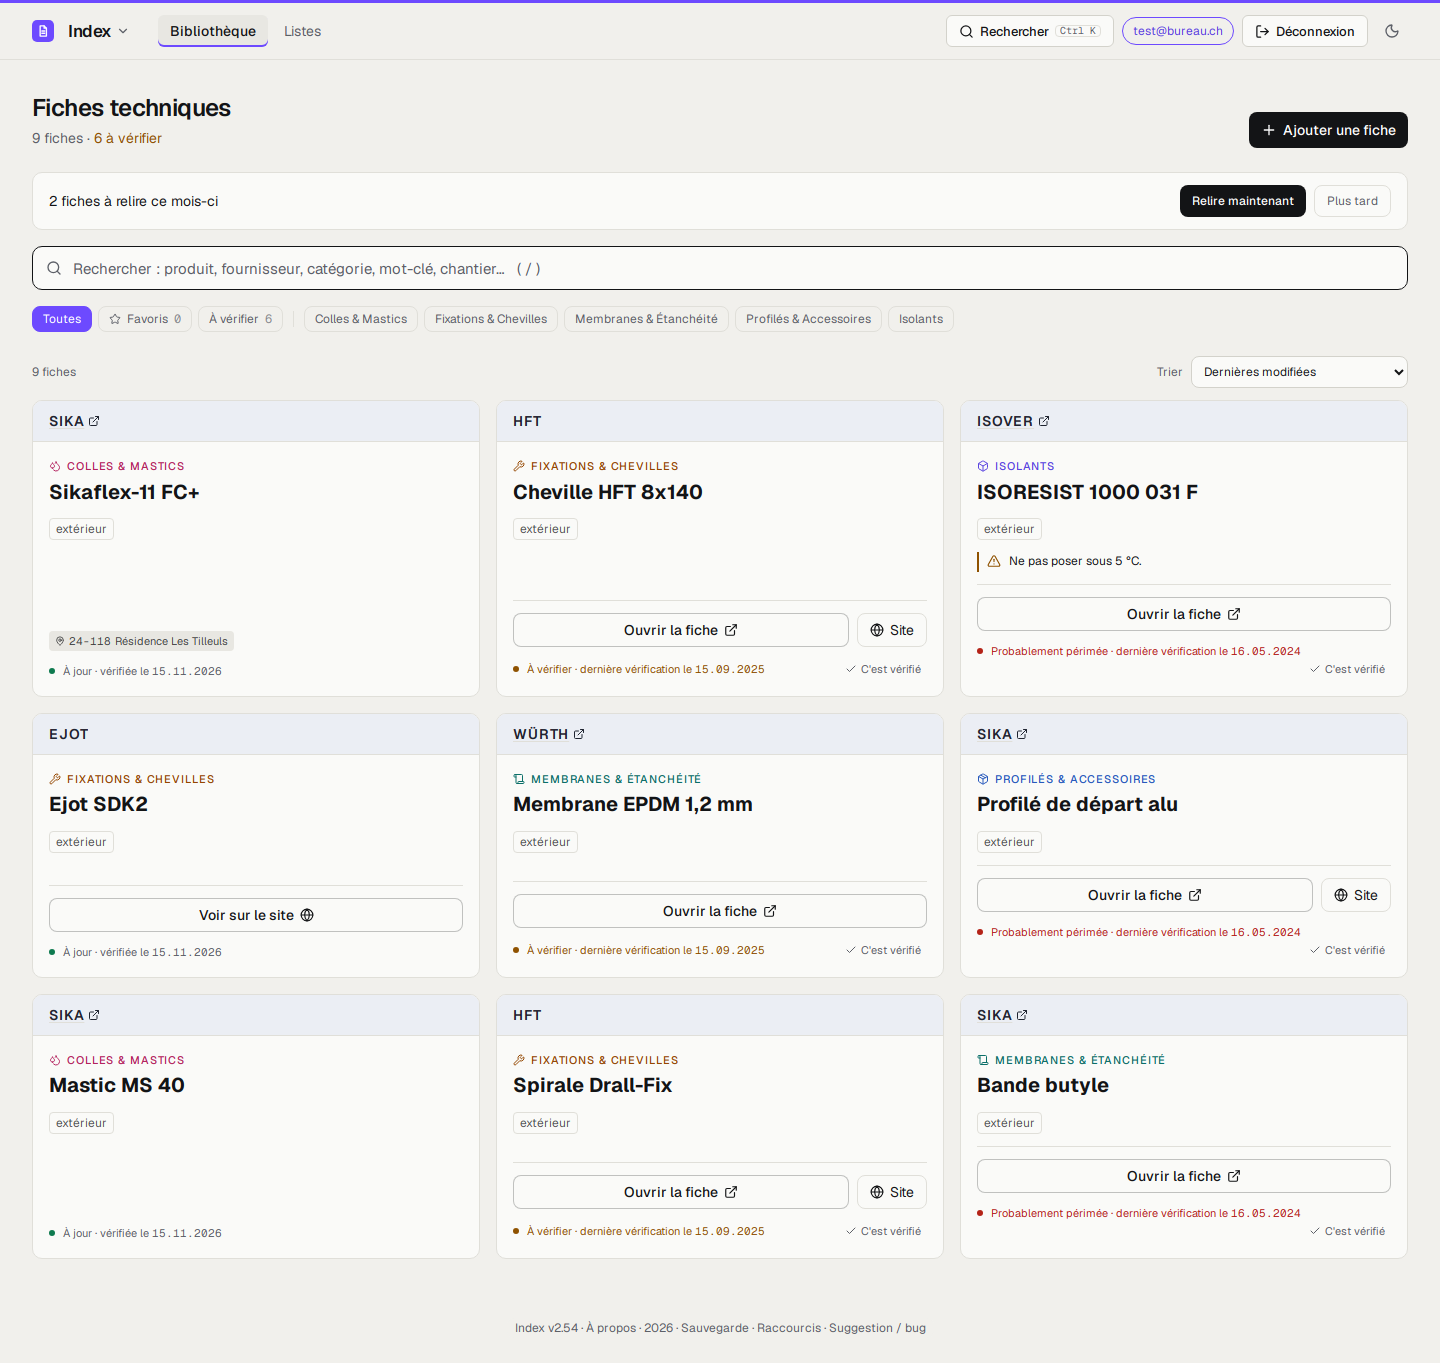 Index
Bibliothèque
Listes
Rechercher Ctrl K
test@bureau.ch
Déconnexion
Fiches techniques
9 fiches · 6 à vérifier
Ajouter une fiche
2 fiches à relire ce mois-ci
Relire maintenant
Plus tard
Rechercher : produit, fournisseur, catégorie, mot-clé, chantier… ( / )
Toutes
Favoris 0
À vérifier 6
Colles & Mastics
Fixations & Chevilles
Membranes & Étanchéité
Profilés & Accessoires
Isolants
9 fiches
Trier
Dernières modifiées
SIKA
COLLES & MASTICS
Sikaflex-11 FC+
extérieur
24-118 Résidence Les Tilleuls
À jour · vérifiée le 15.11.2026
HFT
FIXATIONS & CHEVILLES
Cheville HFT 8x140
extérieur
Ouvrir la fiche
Site
À vérifier · dernière vérification le 15.09.2025
C'est vérifié
ISOVER
ISOLANTS
ISORESIST 1000 031 F
extérieur
Ne pas poser sous 5 °C.
Ouvrir la fiche
Probablement périmée · dernière vérification le 16.05.2024
C'est vérifié
EJOT
FIXATIONS & CHEVILLES
Ejot SDK2
extérieur
Voir sur le site
À jour · vérifiée le 15.11.2026
WÜRTH
MEMBRANES & ÉTANCHÉITÉ
Membrane EPDM 1,2 mm
extérieur
Ouvrir la fiche
À vérifier · dernière vérification le 15.09.2025
C'est vérifié
SIKA
PROFILÉS & ACCESSOIRES
Profilé de départ alu
extérieur
Ouvrir la fiche
Site
Probablement périmée · dernière vérification le 16.05.2024
C'est vérifié
SIKA
COLLES & MASTICS
Mastic MS 40
extérieur
À jour · vérifiée le 15.11.2026
HFT
FIXATIONS & CHEVILLES
Spirale Drall-Fix
extérieur
Ouvrir la fiche
Site
À vérifier · dernière vérification le 15.09.2025
C'est vérifié
SIKA
MEMBRANES & ÉTANCHÉITÉ
Bande butyle
extérieur
Ouvrir la fiche
Probablement périmée · dernière vérification le 16.05.2024
C'est vérifié
Index v2.54 · À propos · 2026 · Sauvegarde · Raccourcis · Suggestion / bug